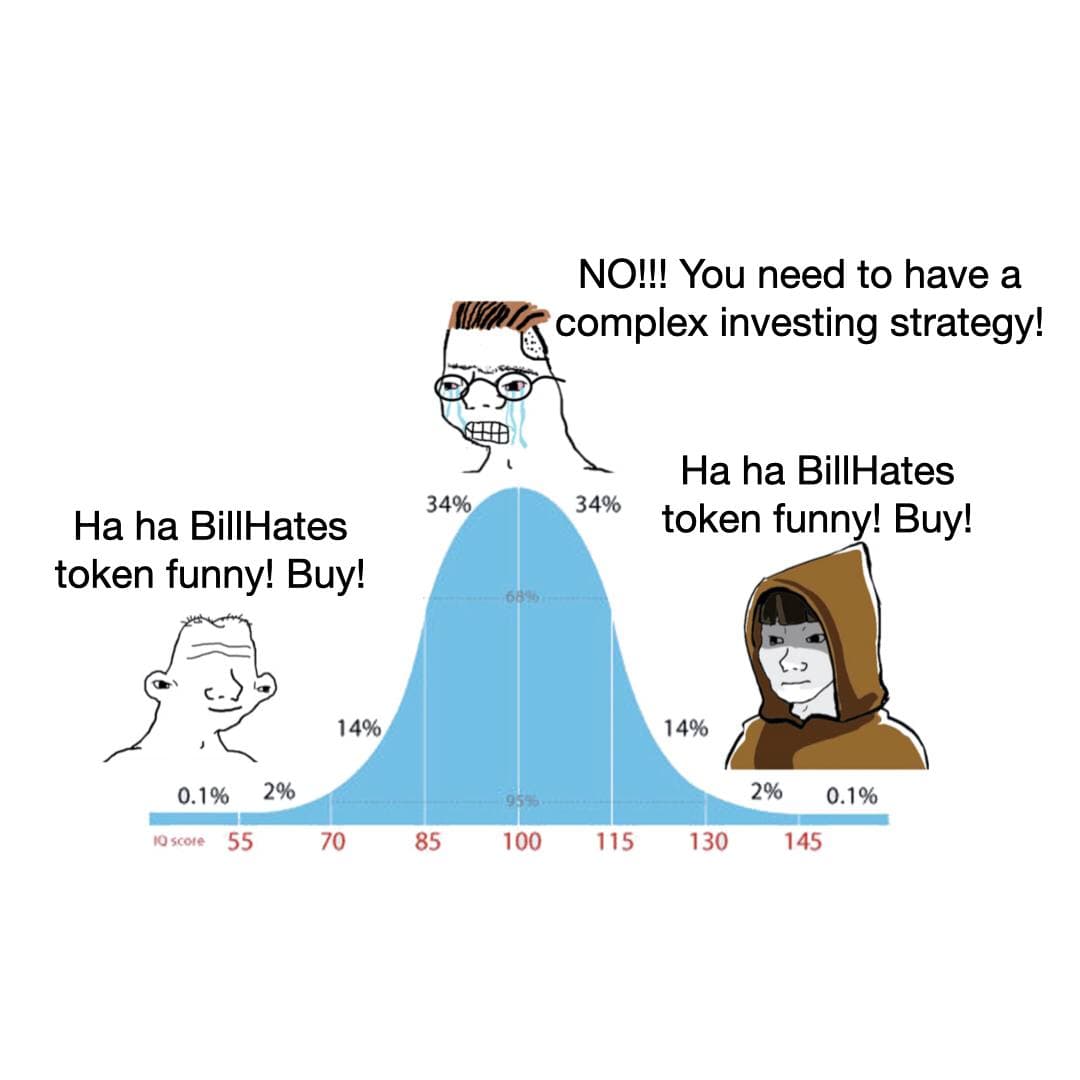 NO!!! You need to have a
complex investing strategy!
Ha ha BillHates
token funny! Buy!
Ha ha BillHates
token funny! Buy!
34% 34%
68%
14% 14%
0.1% 2% 95% 2% 0.1%
IQ score 55 70 85 100 115 130 145